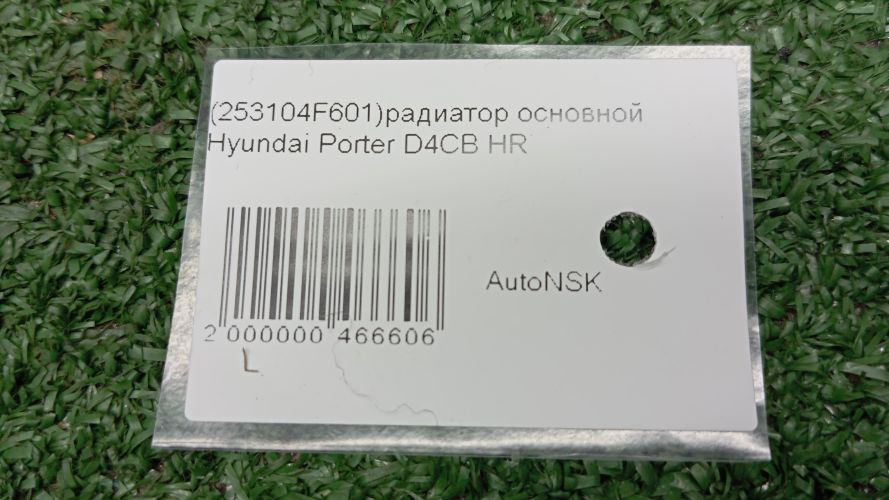 (253104F601)радиатор основной
Hyundai Porter D4CB HR
AutoNSK
2 000000 466606
L